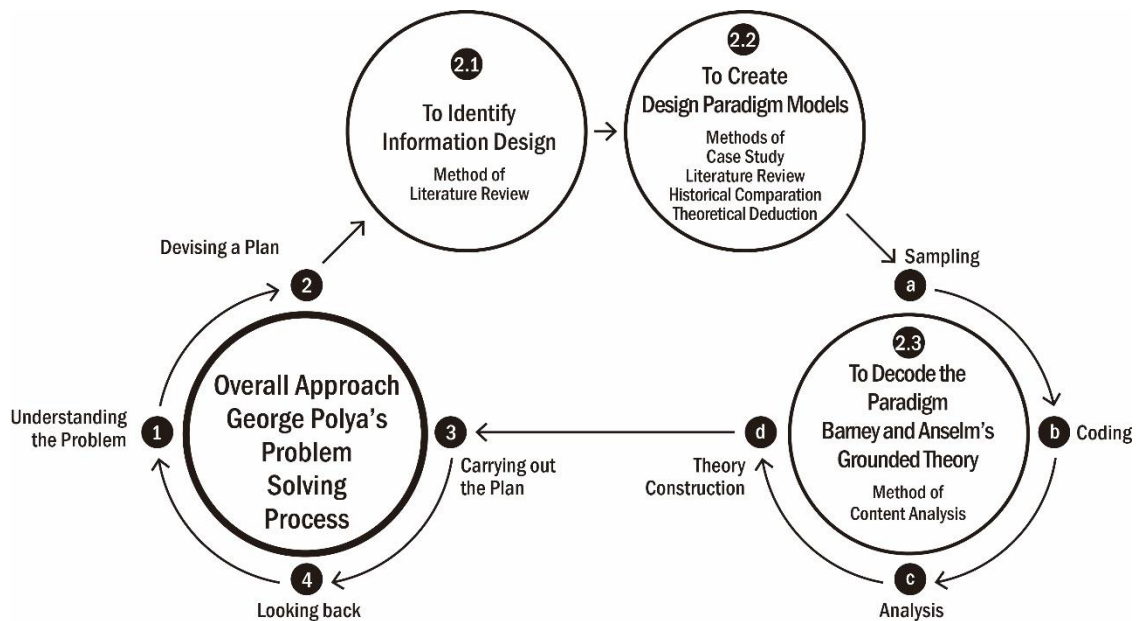 2.1
To Identify
Information Design
Method of
Literature Review
2.2
To Create
Design Paradigm Models
Methods of
Case Study
Literature Review
Historical Comparation
Theoretical Deduction
Devising a Plan
2
Sampling
a
Overall Approach
George Polya's
Problem
Solving
Process
Understanding
the Problem
1
3
Carrying out
the Plan
4
Looking back
2.3
To Decode the
Paradigm
Barney and Anselm's
Grounded Theory
Method of
Content Analysis
b
Coding
d
Theory
Construction
c
Analysis